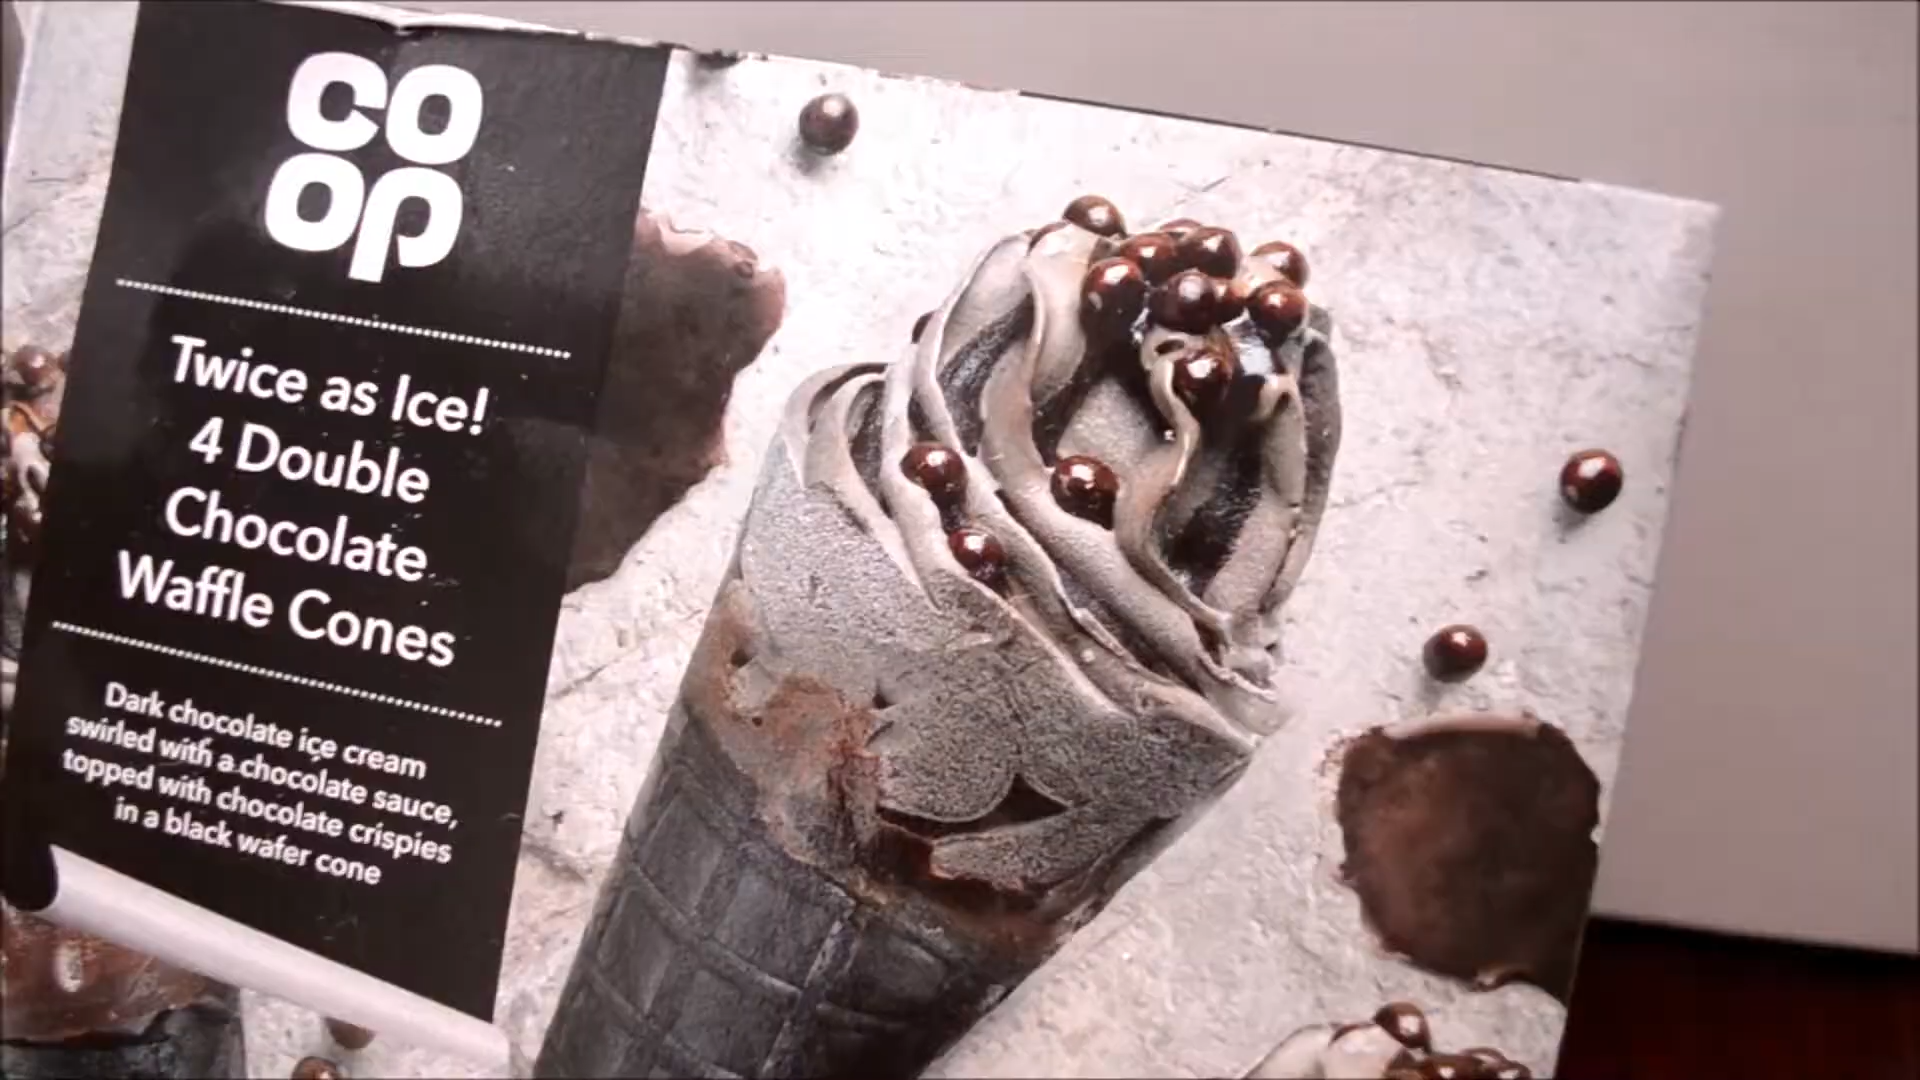 co
op
Twice as Ice!
4 Double
Chocolate
Waffle Cones
Dark chocolate ice cream
swirled with a chocolate sauce,
topped with chocolate crispies
in a black wafer cone